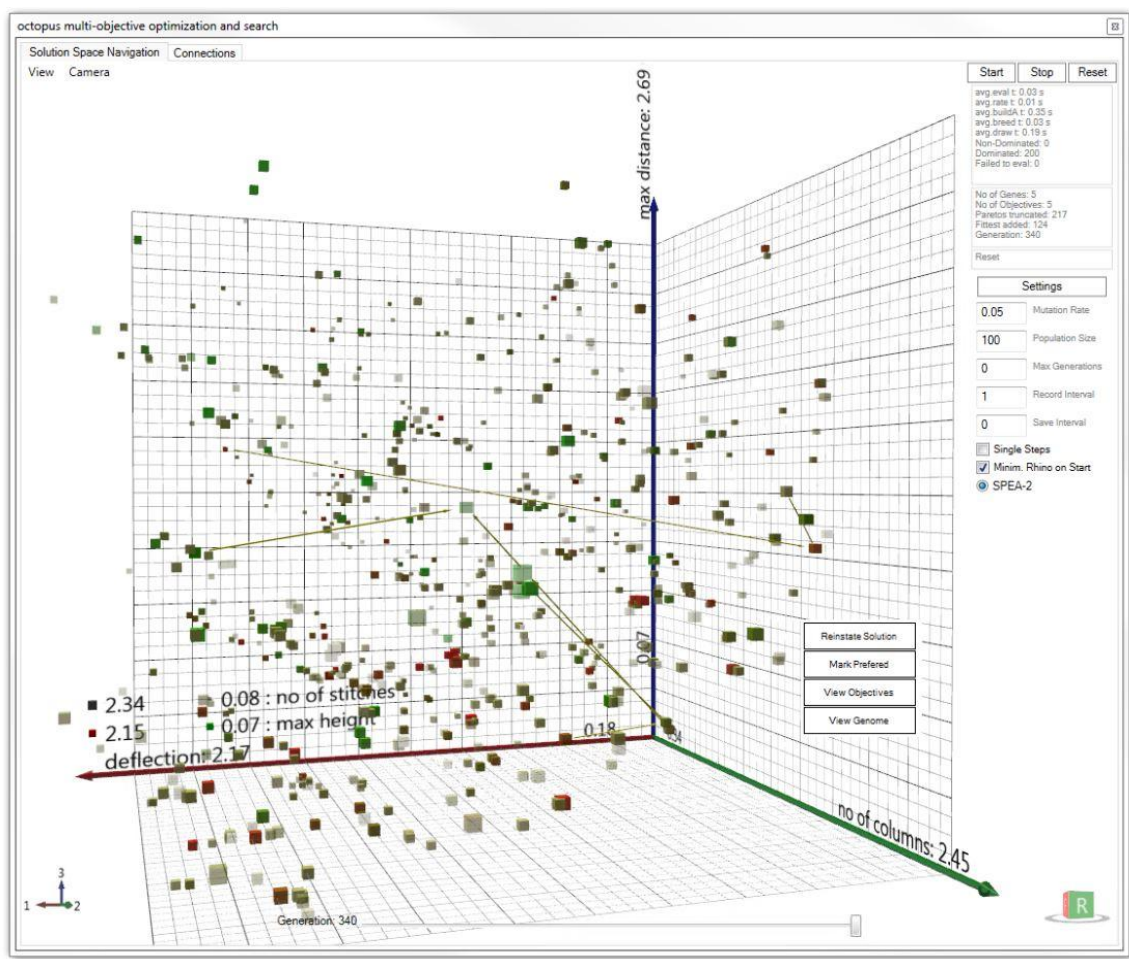 octopus multi-objective optimization and search
Solution Space Navigation
Connections
View
Camera
Start
Stop
Reset
avg.eval t: 0.03 s
avg.rate t: 0.01 s
avg.buildA t: 0.35 s
avg.breed t: 0.03 s
avg.draw t: 0.19 s
Non-Dominated: 0
Dominated: 200
Failed to eval: 0
No of Genes: 5
No of Objectives: 5
Paretos truncated: 217
Fittest added: 124
Generation: 340
Reset
Settings
0.05 Mutation Rate
100 Population Size
0 Max Generations
1 Record Interval
0 Save Interval
Single Steps
Minim. Rhino on Start
SPEA-2
max distance: 2.69
0.07
Reinstate Solution
Mark Prefered
View Objectives
View Genome
2.34
0.08 : no of stitches
2.15
0.07 : max height
deflection: 2.17
0.18
0.34
no of columns: 2.45
3
1
2
Generation: 340
R